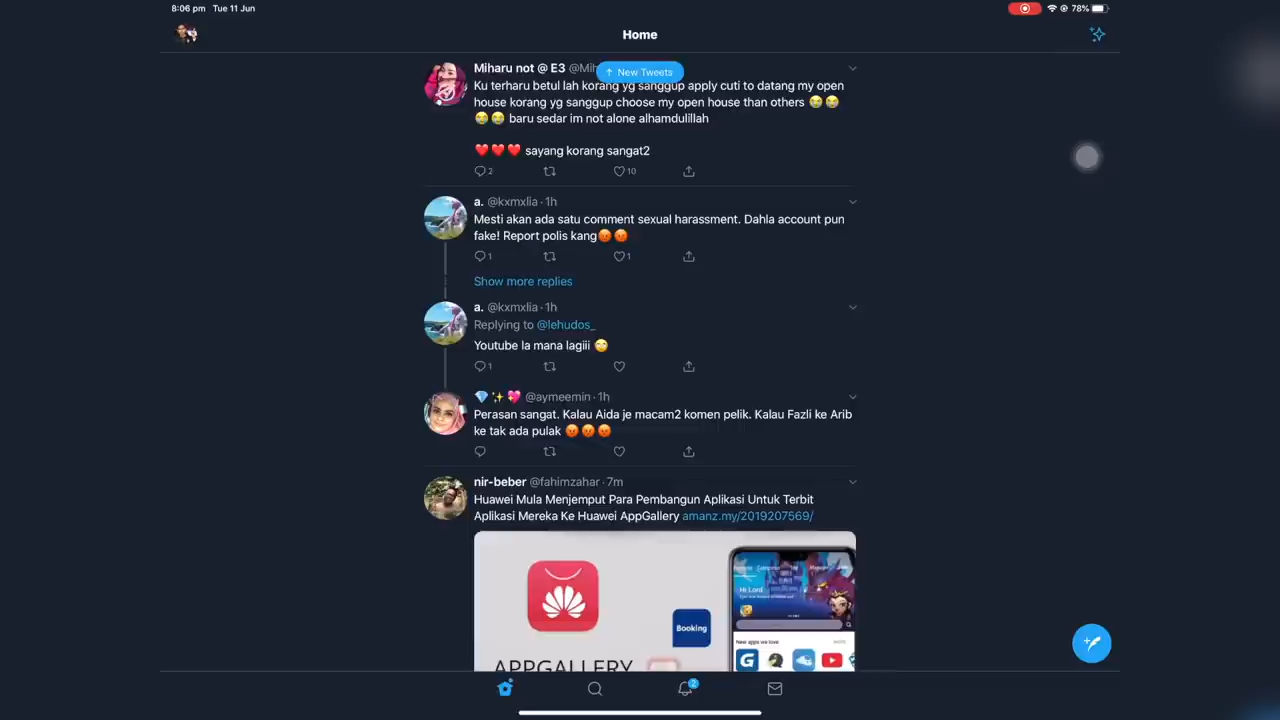 8:06 pm Tue 11 Jun
78%
Home
Miharu not @ E3 @Mih
↑ New Tweets
Ku terharu betul lah korang yg sanggup apply cuti to datang my open
house korang yg sanggup choose my open house than others 😭😭
😭😭 baru sedar im not alone alhamdulillah
❤️❤️❤️ sayang korang sangat2
2
10
a. @kxmxlia · 1h
Mesti akan ada satu comment sexual harassment. Dahla account pun
fake! Report polis kang😡😡
1
1
Show more replies
a. @kxmxlia · 1h
Replying to @lehudos_
Youtube la mana lagiii 🙄
1
💎✨💖 @aymeemin · 1h
Perasan sangat. Kalau Aida je macam2 komen pelik. Kalau Fazli ke Arib
ke tak ada pulak 😡😡😡
nir-beber @fahimzahar · 7m
Huawei Mula Menjemput Para Pembangun Aplikasi Untuk Terbit
Aplikasi Mereka Ke Huawei AppGallery amanz.my/2019207569/
APPGALLERY
Booking
Hi Lord
New apps we love
2